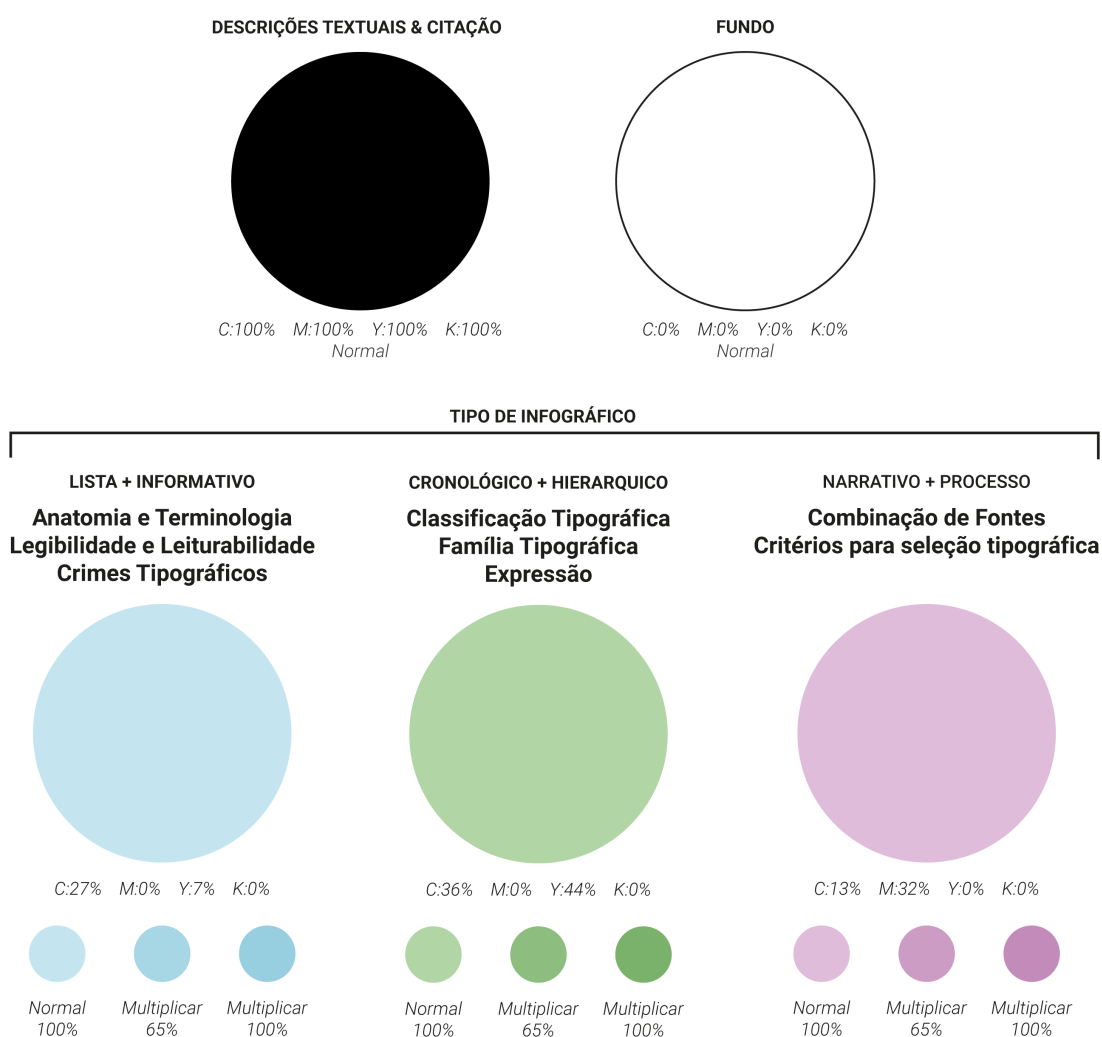 DESCRIÇÕES TEXTUAIS & CITAÇÃO
C:100% M:100% Y:100% K:100%
Normal
FUNDO
C:0% M:0% Y:0% K:0%
Normal
TIPO DE INFOGRÁFICO
LISTA + INFORMATIVO
Anatomia e Terminologia
Legibilidade e Leiturabilidade
Crimes Tipográficos
C:27% M:0% Y:7% K:0%
Normal
100%
Multiplicar
65%
Multiplicar
100%
CRONOLÓGICO + HIERARQUICO
Classificação Tipográfica
Família Tipográfica
Expressão
C:36% M:0% Y:44% K:0%
Normal
100%
Multiplicar
65%
Multiplicar
100%
NARRATIVO + PROCESSO
Combinação de Fontes
Critérios para seleção tipográfica
C:13% M:32% Y:0% K:0%
Normal
100%
Multiplicar
65%
Multiplicar
100%